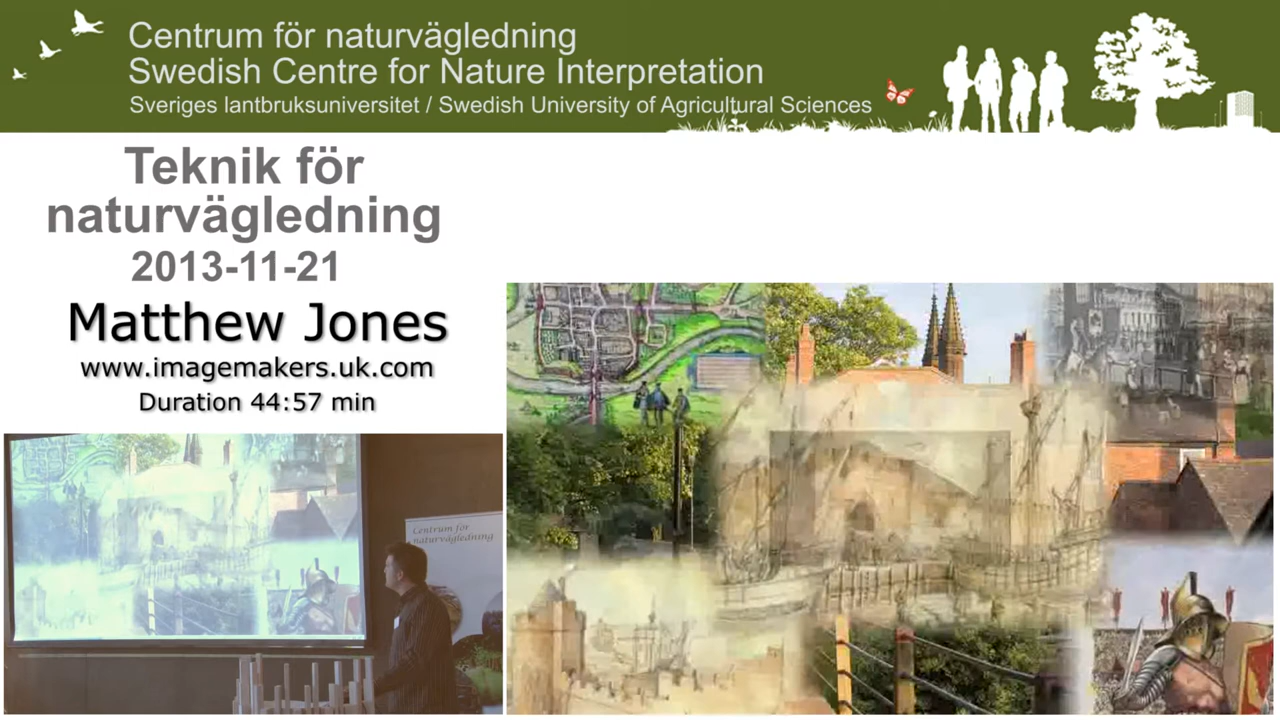 Centrum för naturvägledning
Swedish Centre for Nature Interpretation
Sveriges lantbruksuniversitet / Swedish University of Agricultural Sciences
Teknik för
naturvägledning
2013-11-21
Matthew Jones
www.imagemakers.uk.com
Duration 44:57 min
Centrum för
naturvägledning